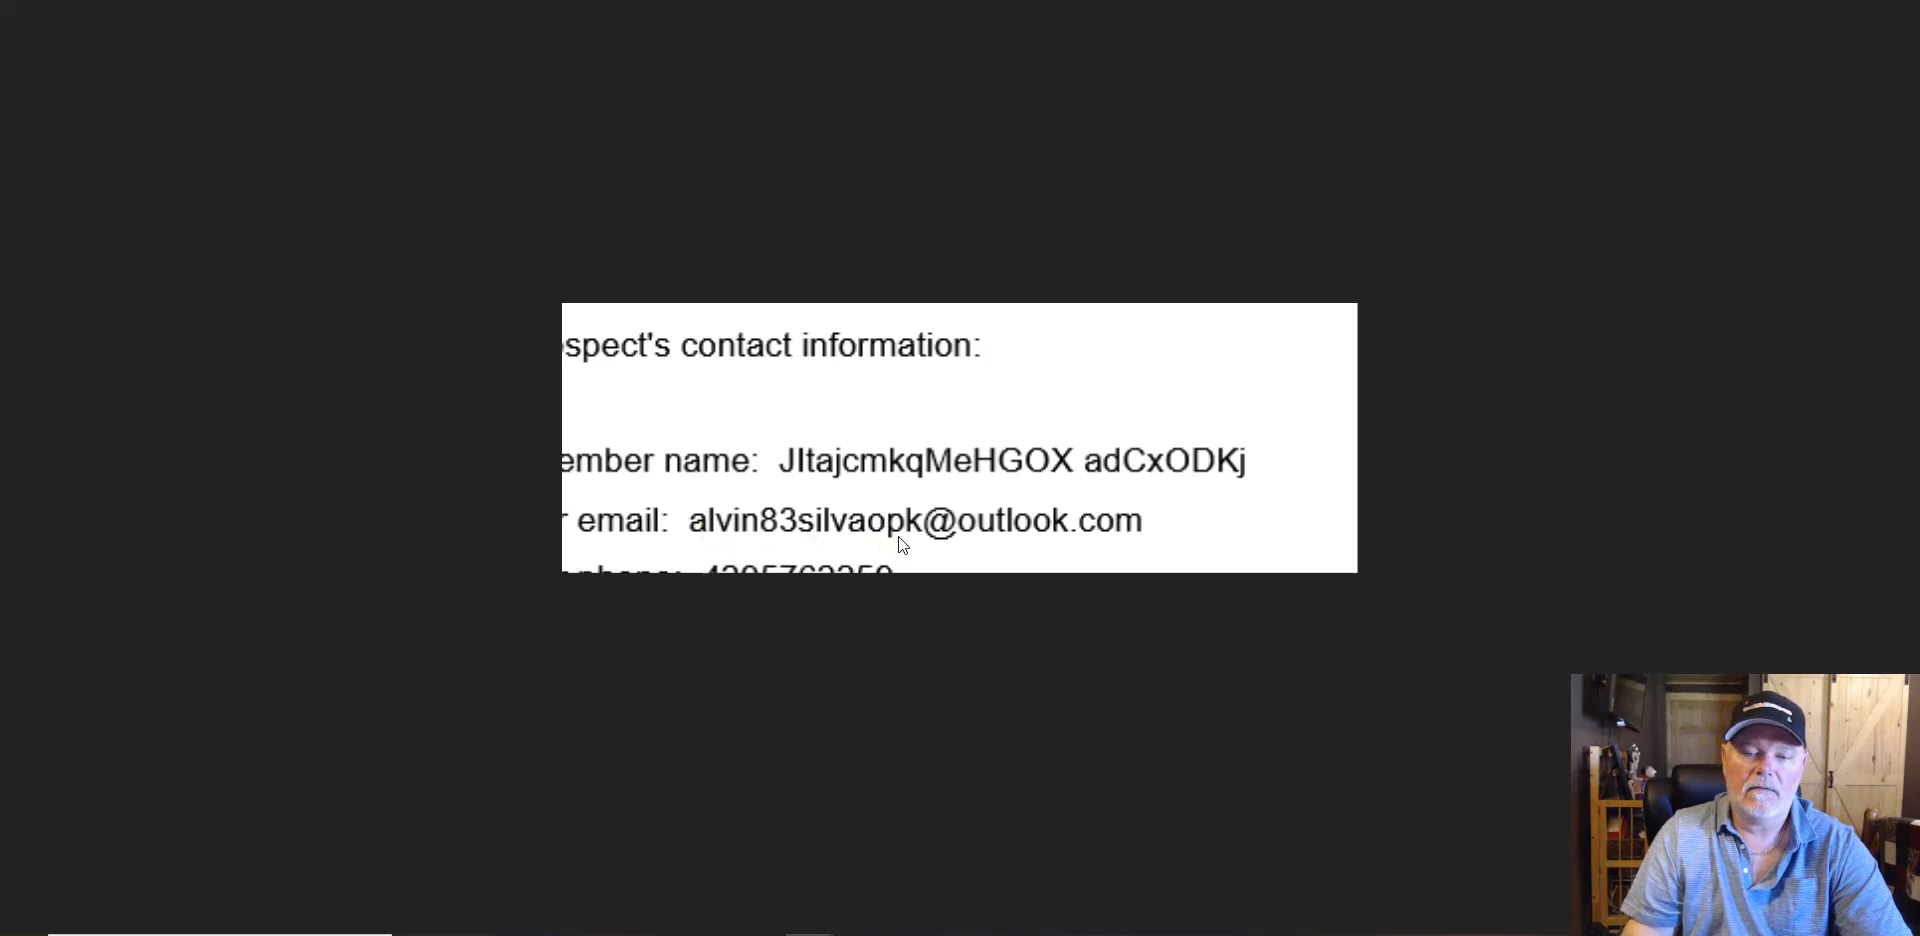 spect's contact information:
ember name: JItajcmkqMeHGOX adCxODKj
r email: alvin83silvaopk@outlook.com